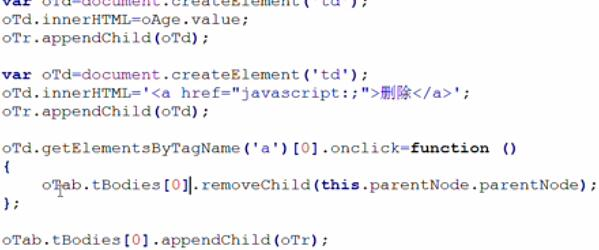 var oTd=document.createElement('td');
oTd.innerHTML=oAge.value;
oTr.appendChild(oTd);
var oTd=document.createElement('td');
oTd.innerHTML='<a href="javascript:;">删除</a>';
oTr.appendChild(oTd);
oTd.getElementsByTagName('a')[0].onclick=function ()
{
oTab.tBodies[0].removeChild(this.parentNode.parentNode);
};
oTab.tBodies[0].appendChild(oTr);